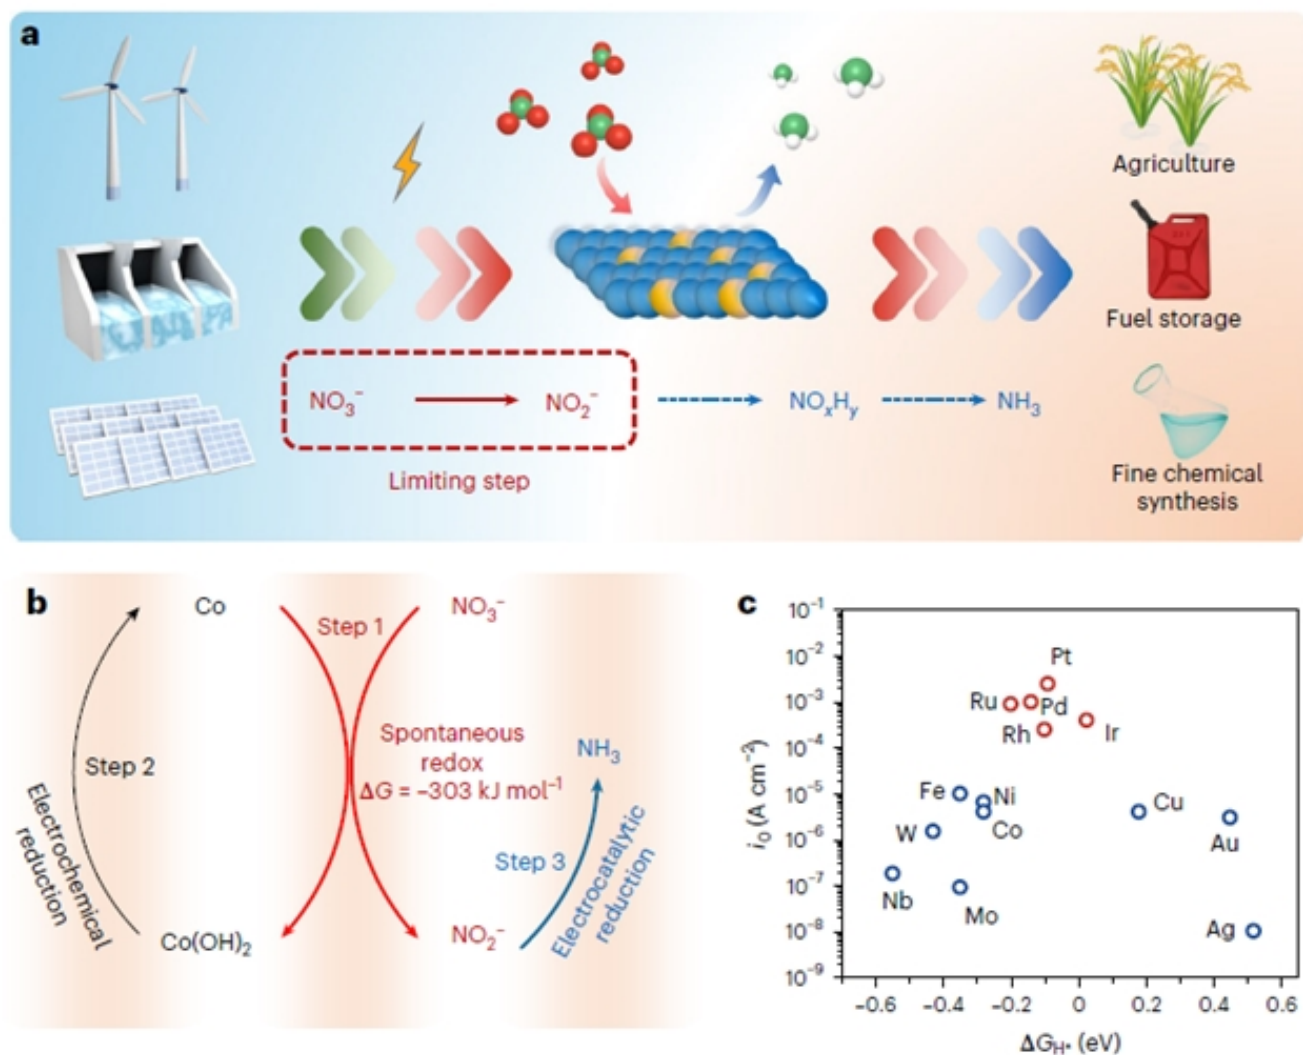 a
Agriculture
Fuel storage
NO₃⁻
NO₂⁻
NOₓHᵧ
NH₃
Limiting step
Fine chemical
synthesis
b
Co
NO₃⁻
Step 1
Spontaneous
redox
ΔG = –303 kJ mol⁻¹
Step 2
Electrochemical
reduction
NH₃
Step 3
Electrocatalytic
reduction
Co(OH)₂
NO₂⁻
c
10⁻¹
10⁻²
10⁻³
10⁻⁴
10⁻⁵
10⁻⁶
10⁻⁷
10⁻⁸
10⁻⁹
i₀ (A cm⁻²)
Pt
Ru
Pd
Rh
Ir
Fe
Ni
Co
Cu
W
Au
Nb
Mo
Ag
–0.6
–0.4
–0.2
0
0.2
0.4
0.6
ΔG_H* (eV)